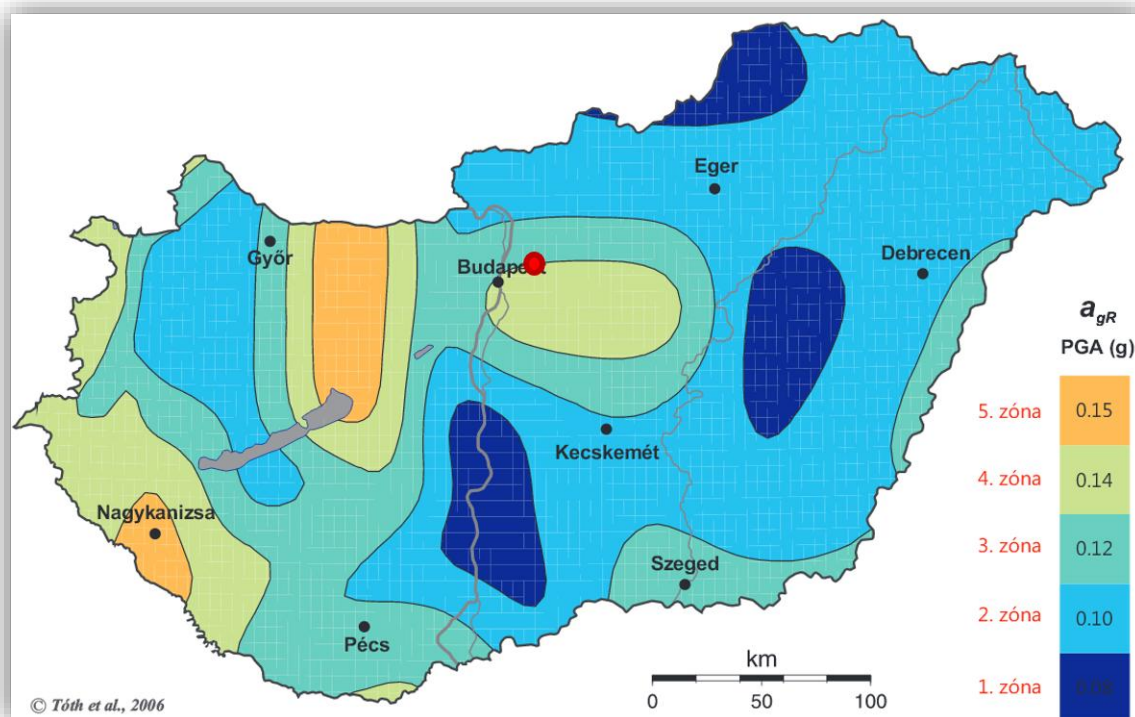 Eger
Győr
Budapest
Debrecen
a_gR
PGA (g)
5. zóna
0.15
Kecskemét
4. zóna
0.14
Nagykanizsa
3. zóna
0.12
Szeged
2. zóna
0.10
Pécs
km
1. zóna
0 50 100
© Tóth et al., 2006